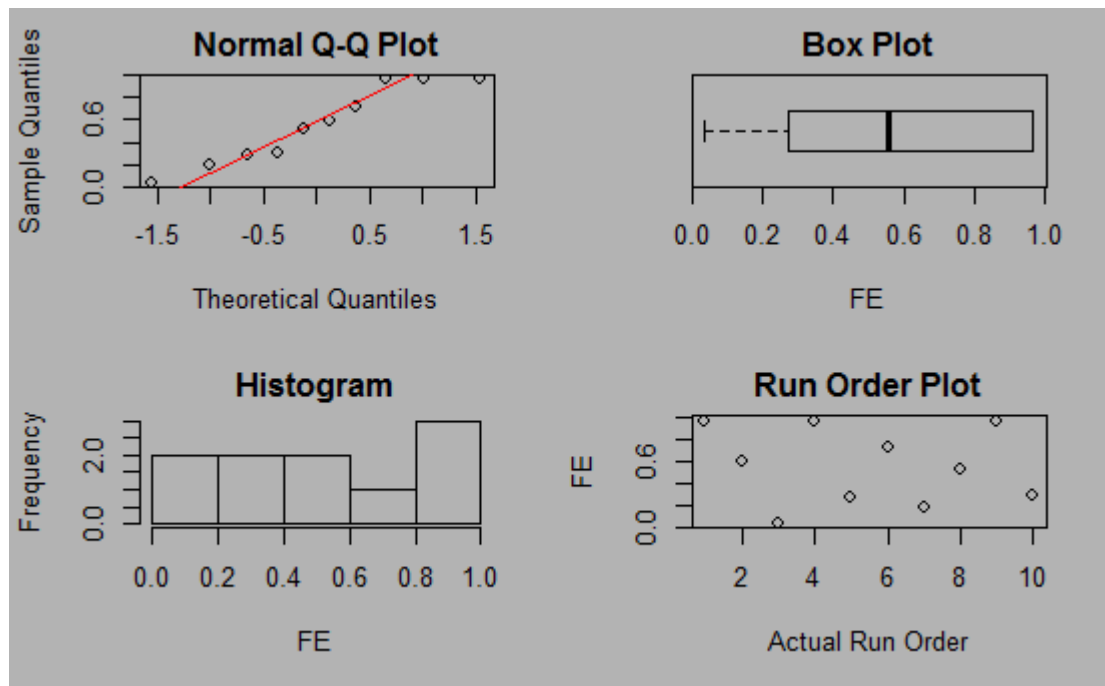 Normal Q-Q Plot
Sample Quantiles
0.6
0.0
-1.5 -0.5 0.5 1.5
Theoretical Quantiles
Box Plot
0.0 0.2 0.4 0.6 0.8 1.0
FE
Histogram
Frequency
2.0
0.0
0.0 0.2 0.4 0.6 0.8 1.0
FE
Run Order Plot
FE
0.6
0.0
2 4 6 8 10
Actual Run Order